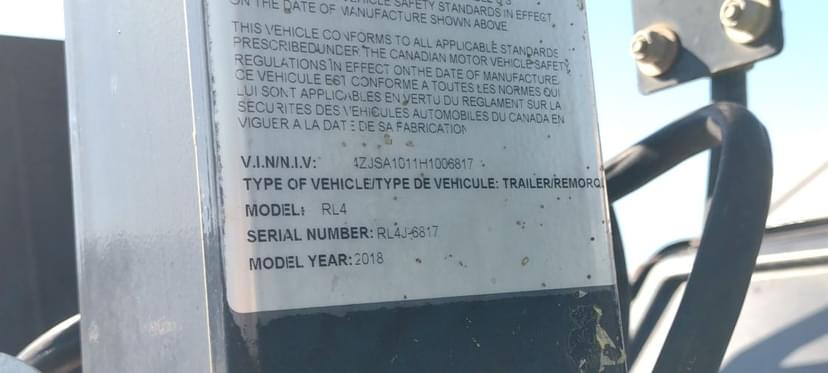 VEHICLE SAFETY STANDARDS IN EFFECT
ON THE DATE OF MANUFACTURE SHOWN ABOVE
THIS VEHICLE CONFORMS TO ALL APPLICABLE STANDARDS
PRESCRIBEDUNDER THE CANADIAN MOTOR VEHICLE SAFETY
REGULATIONS IN EFFECT ONTHE DATE OF MANUFACTURE.
CE VEHICULE E61 CONFORME A TOUTES LES NORMES QUI
LUI SONT APPLICABLES EN VERTU DU REGLAMENT SUR LA
SECURITES DES VEHICULES AUTOMOBILES DU CANADA EN
VIGUER A LA DATE DE SA FABRICATION
V.I.N/N.I.V: 4ZJSA1011H1006817
TYPE OF VEHICLE/TYPE DE VEHICULE: TRAILER/REMORQ
MODEL: RL4
SERIAL NUMBER: RL4J-6817
MODEL YEAR: 2018